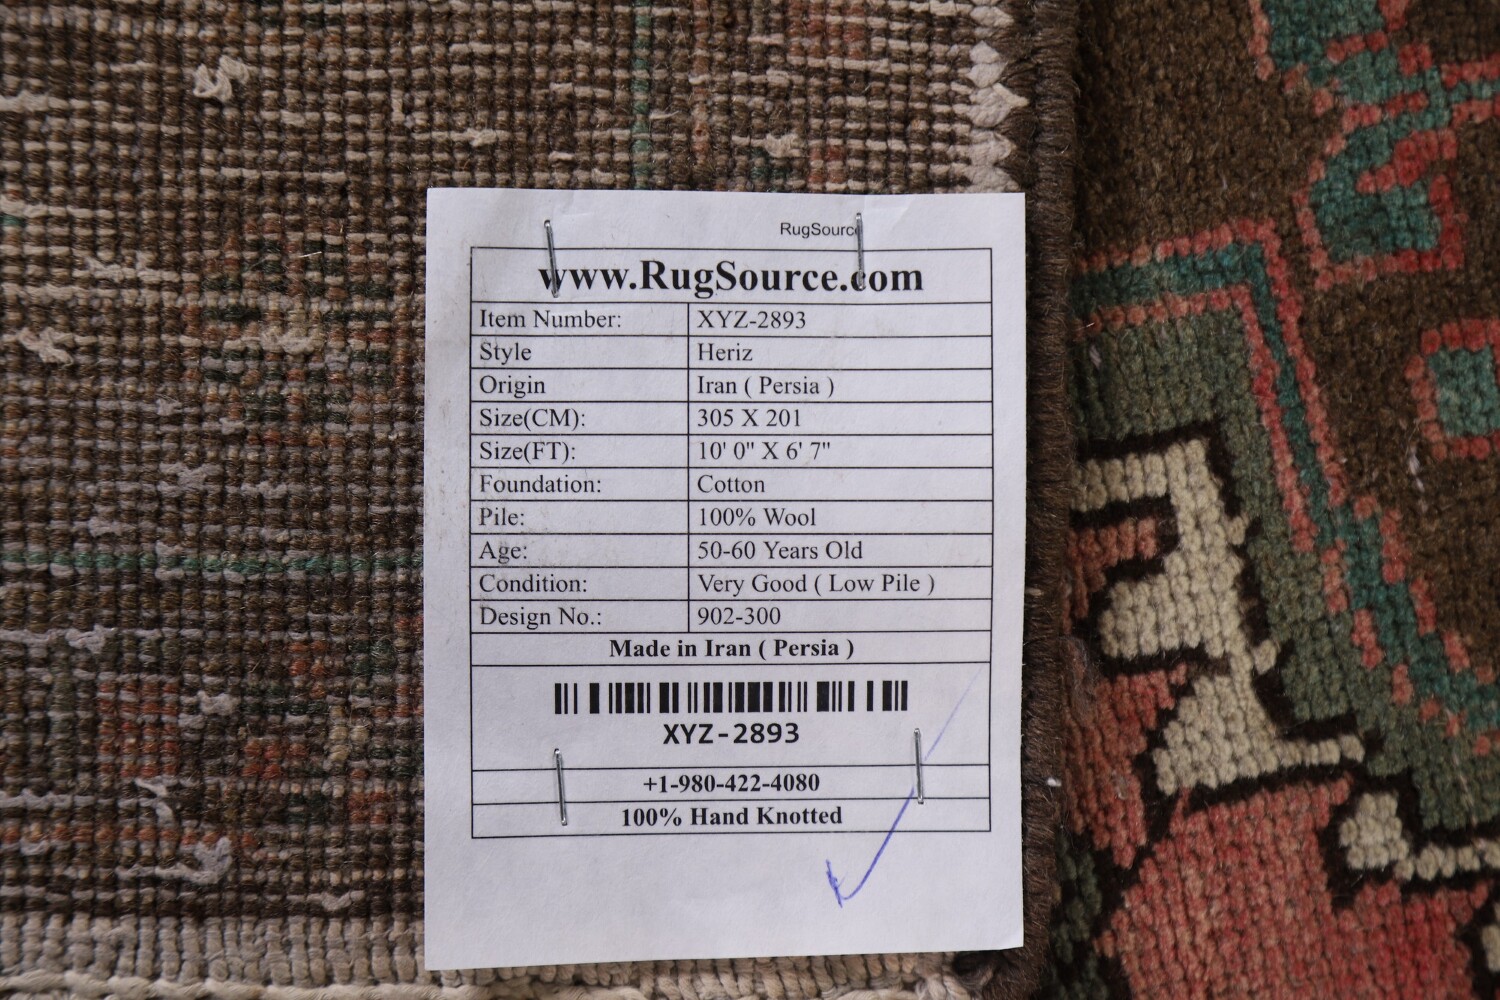 RugSource
www.RugSource.com
Item Number: XYZ-2893
Style Heriz
Origin Iran ( Persia )
Size(CM): 305 X 201
Size(FT): 10' 0" X 6' 7"
Foundation: Cotton
Pile: 100% Wool
Age: 50-60 Years Old
Condition: Very Good ( Low Pile )
Design No.: 902-300
Made in Iran ( Persia )
XYZ-2893
+1-980-422-4080
100% Hand Knotted